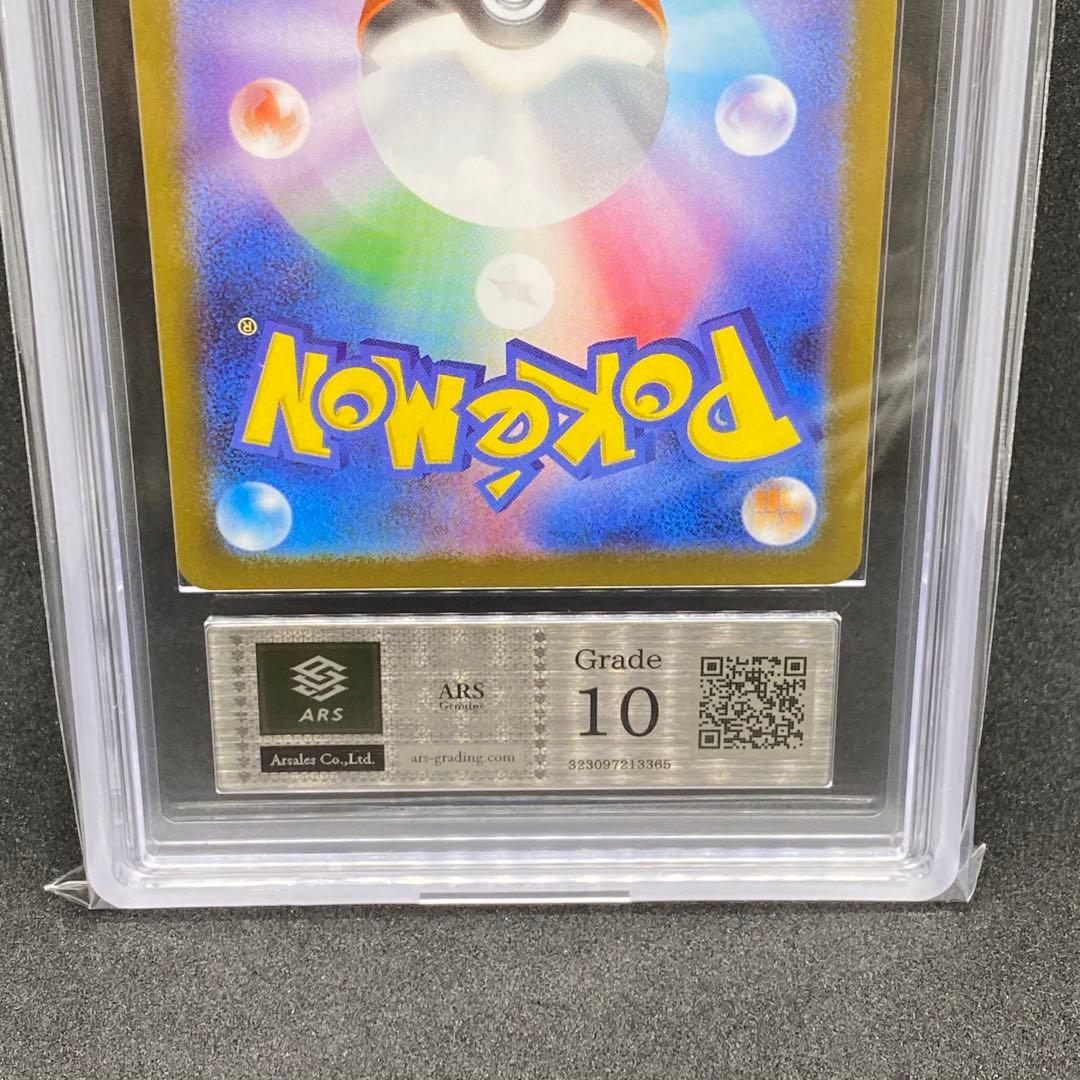 POKéMON
®
ARS
Arsales Co.,Ltd.
ARS
Genuine
ars-grading.com
Grade
10
323097213365